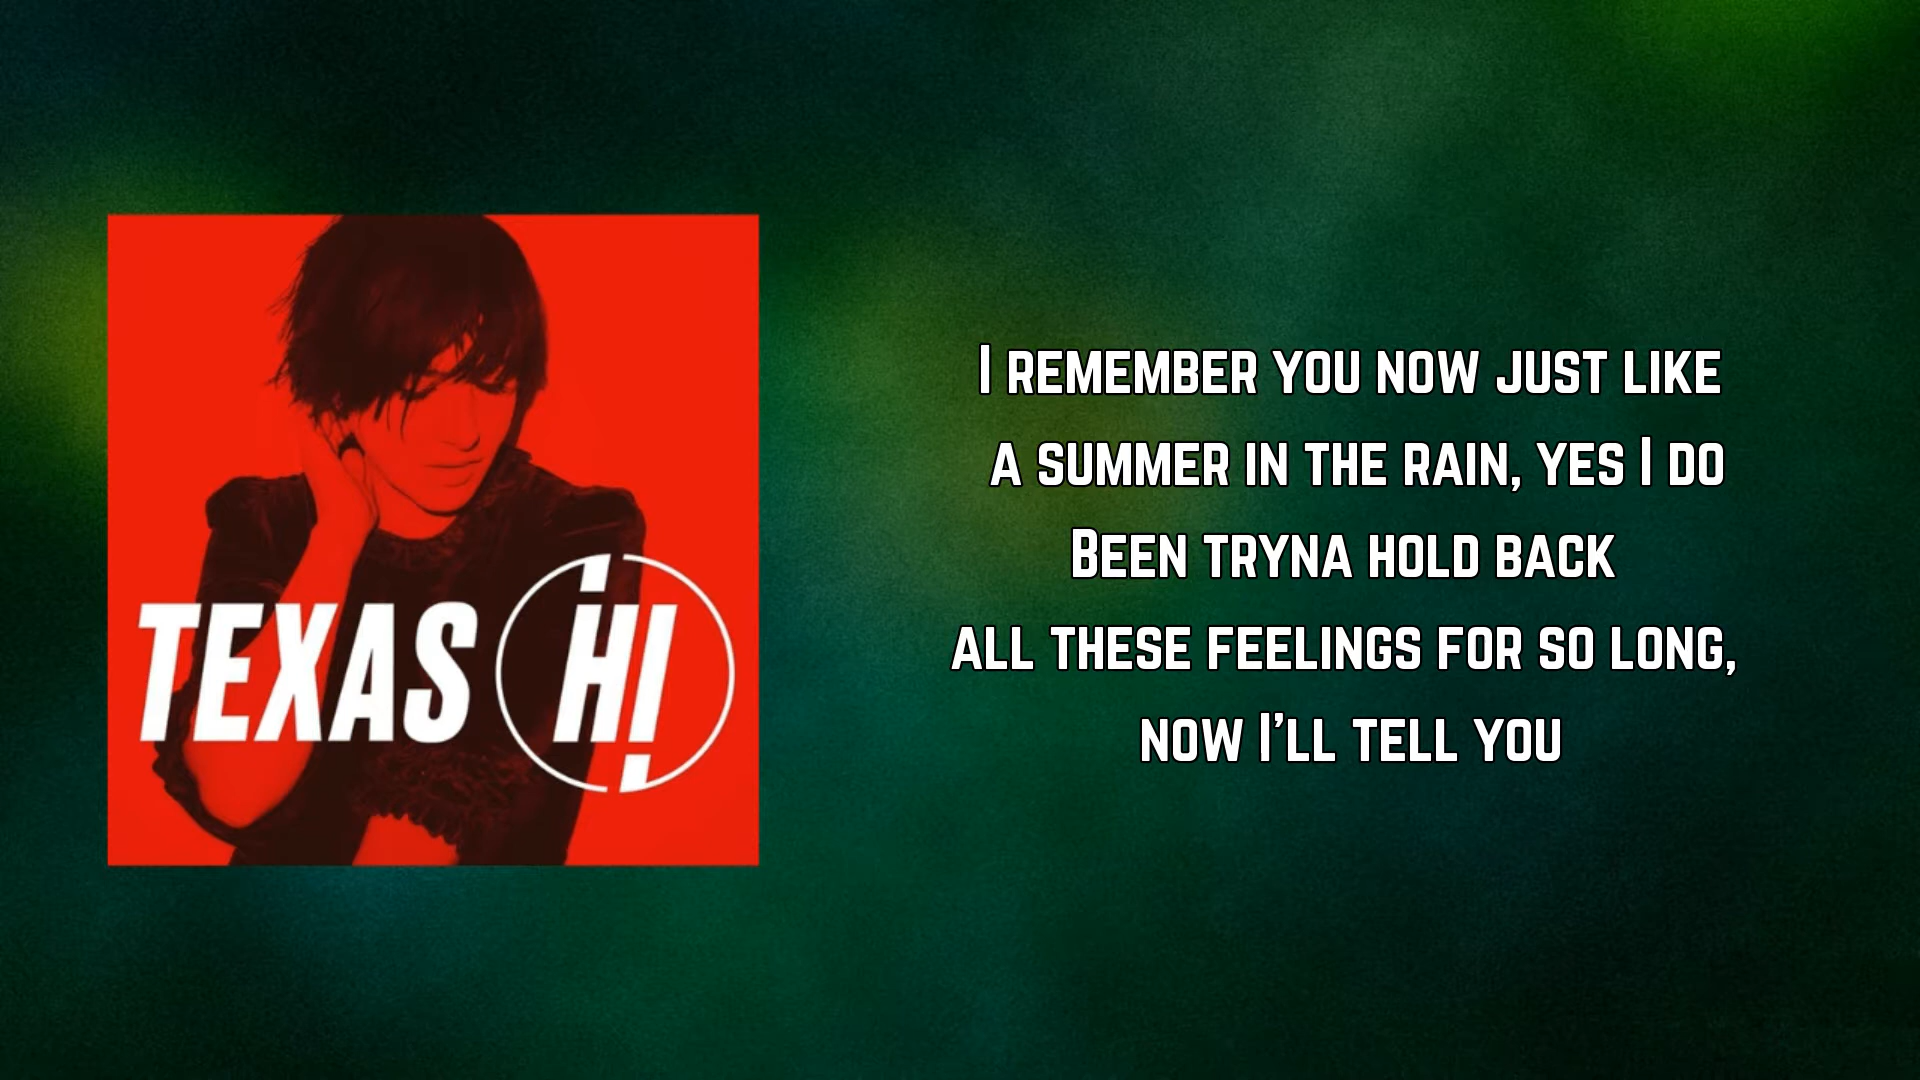 TEXAS HI
I REMEMBER YOU NOW JUST LIKE
A SUMMER IN THE RAIN, YES I DO
BEEN TRYNA HOLD BACK
ALL THESE FEELINGS FOR SO LONG,
NOW I'LL TELL YOU